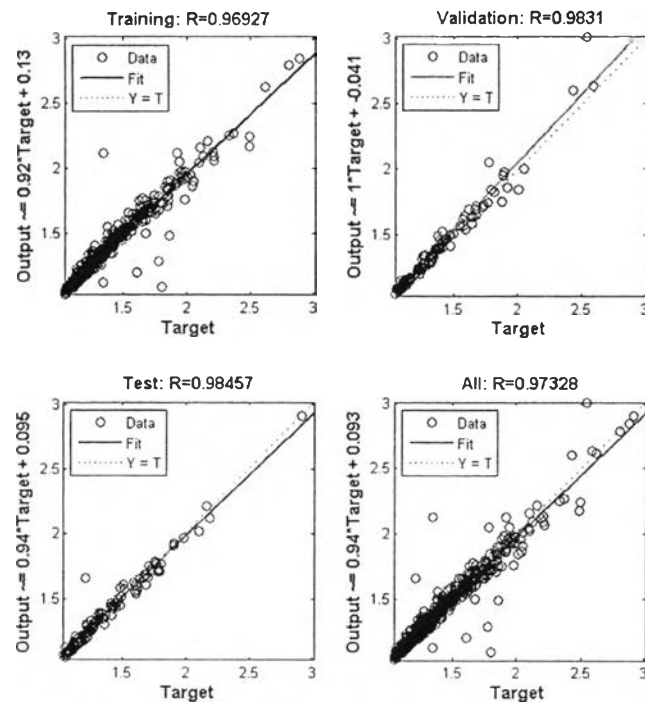 Training: R=0.96927
Output ~= 0.92*Target + 0.13
3
2.5
2
1.5
Data
Fit
Y = T
1.5 2 2.5 3
Target
Validation: R=0.9831
Output ~= 1*Target + -0.041
3
2.5
2
1.5
Data
Fit
Y = T
1.5 2 2.5 3
Target
Test: R=0.98457
Output ~= 0.94*Target + 0.095
3
2.5
2
1.5
Data
Fit
Y = T
1.5 2 2.5 3
Target
All: R=0.97328
Output ~= 0.94*Target + 0.093
3
2.5
2
1.5
Data
Fit
Y = T
1.5 2 2.5 3
Target